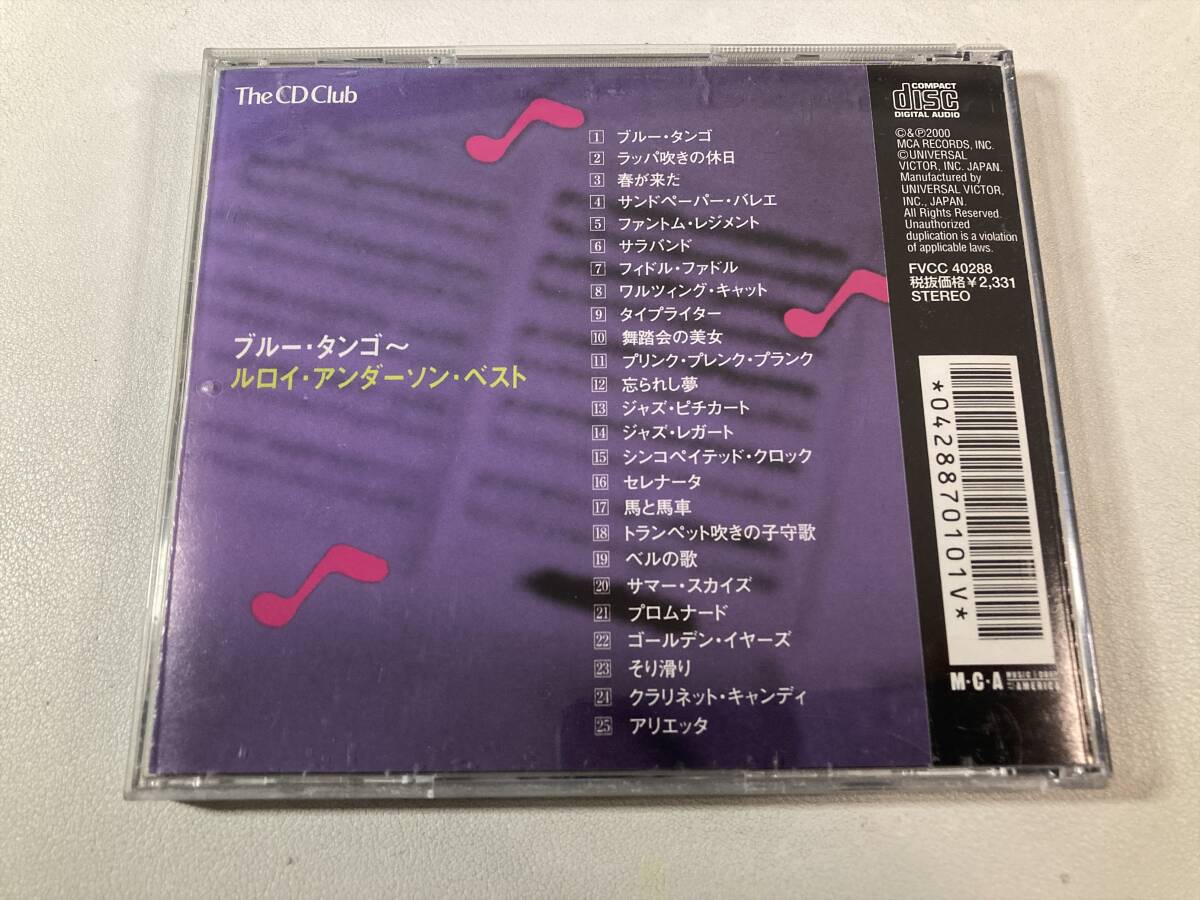 The CD Club
ブルー・タンゴ〜
ルロイ・アンダーソン・ベスト
1 ブルー・タンゴ
2 ラッパ吹きの休日
3 春が来た
4 サンドペーパー・バレエ
5 ファントム・レジメント
6 サラバンド
7 フィドル・ファドル
8 ワルツィング・キャット
9 タイプライター
10 舞踏会の美女
11 プリンク・プレンク・プランク
12 忘られし夢
13 ジャズ・ピチカート
14 ジャズ・レガート
15 シンコペイテッド・クロック
16 セレナータ
17 馬と馬車
18 トランペット吹きの子守歌
19 ベルの歌
20 サマー・スカイズ
21 プロムナード
22 ゴールデン・イヤーズ
23 そり滑り
24 クラリネット・キャンディ
25 アリエッタ
COMPACT
disc
DIGITAL AUDIO
©&℗2000
MCA RECORDS, INC.
©UNIVERSAL
VICTOR, INC. JAPAN.
Manufactured by
UNIVERSAL VICTOR,
INC., JAPAN.
All Rights Reserved.
Unauthorized
duplication is a violation
of applicable laws.
FVCC 40288
税抜価格¥2,331
STEREO
*0428870101V*
M·C·A
AMERICA